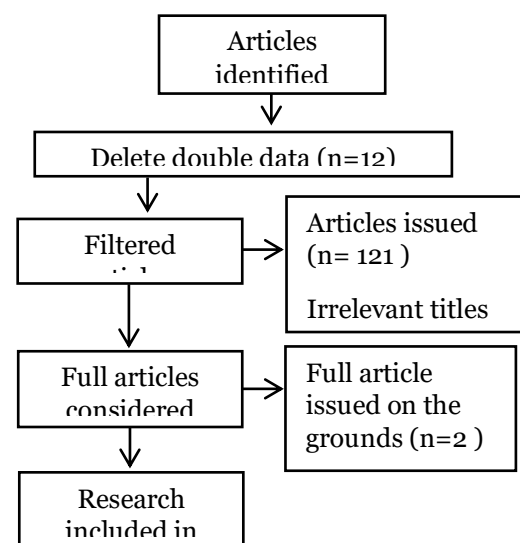 Articles
identified
Delete double data (n=12)
Filtered
Articles issued
(n= 121 )
Irrelevant titles
Full articles
considered
Full article
issued on the
grounds (n=2 )
Research
included in